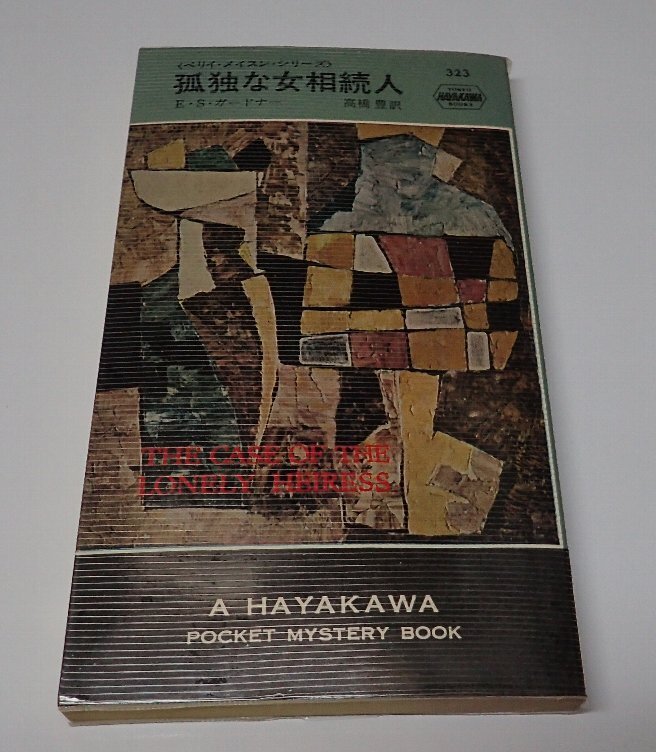 〈ペリイ・メイスン・シリーズ〉
孤独な女相続人
E・S・ガードナー 高橋 豊訳
323
TOKYO
HAYAKAWA
BOOKS
THE CASE OF THE
LONELY HEIRESS
A HAYAKAWA
POCKET MYSTERY BOOK